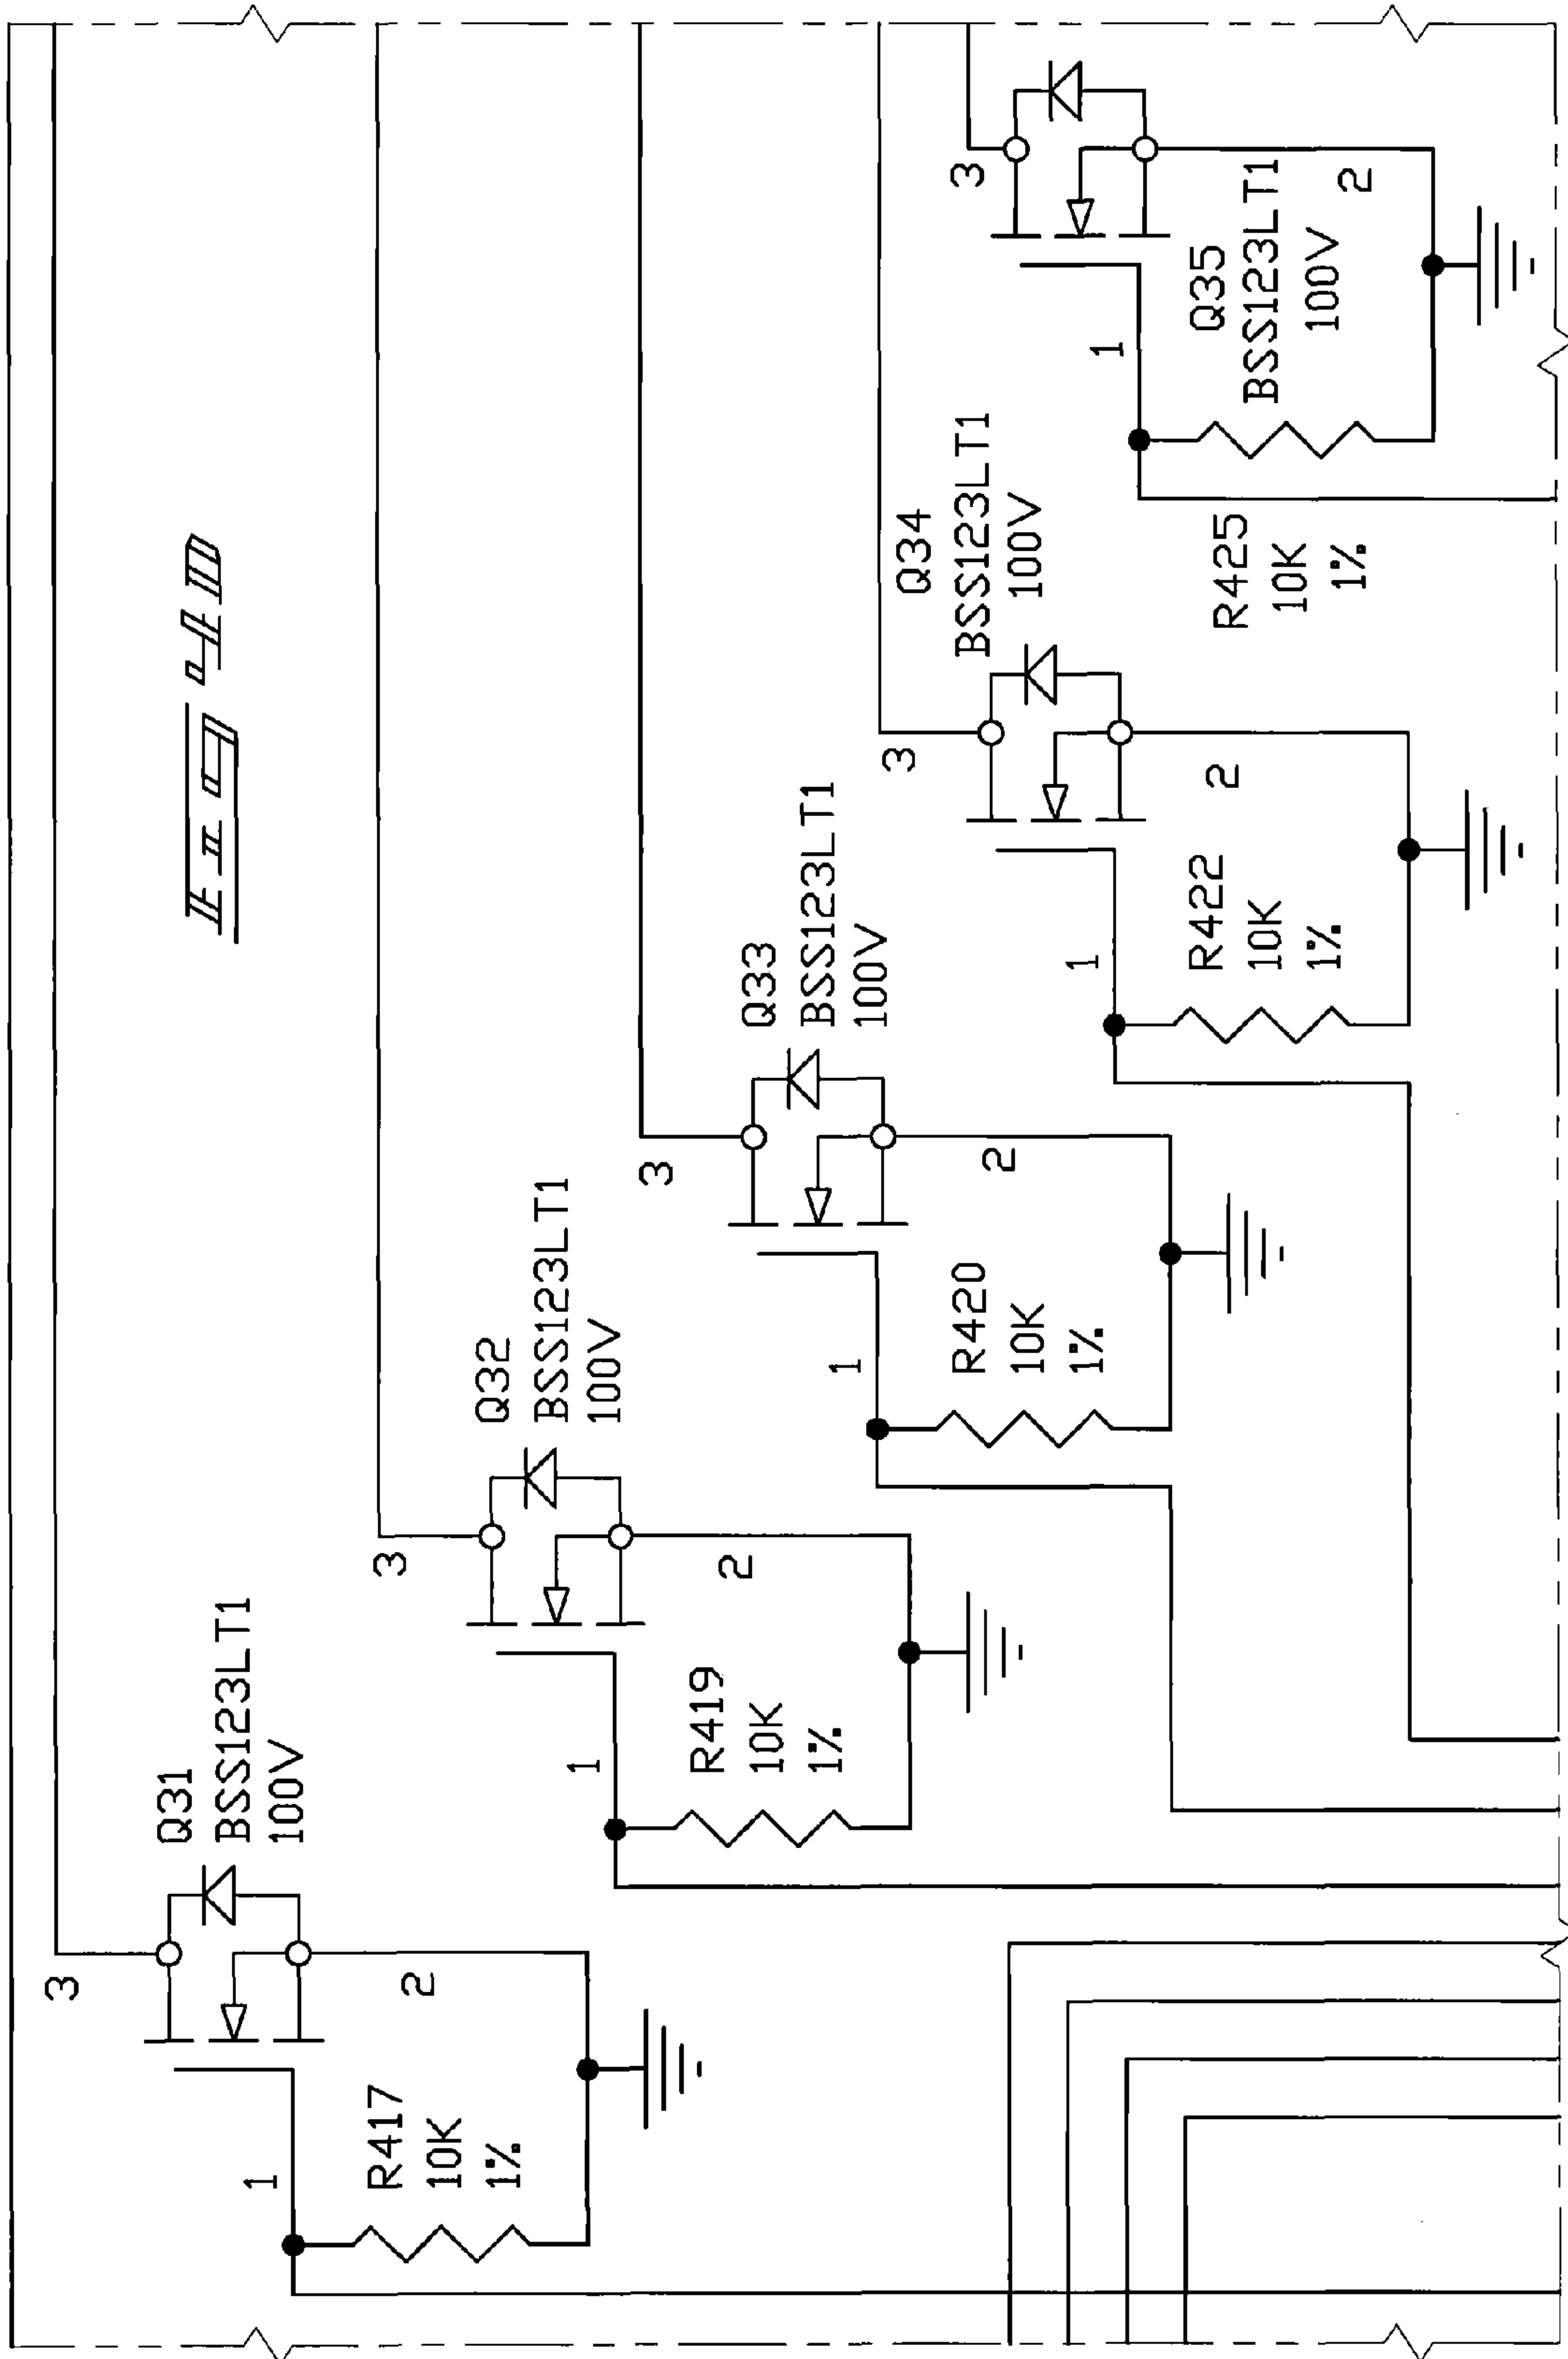 3
Q31
BSS123LT1
100V
1
2
R417
10K
1%
FIG 4D
3
Q32
BSS123LT1
100V
1
2
R419
10K
1%
3
Q33
BSS123LT1
100V
1
2
R420
10K
1%
3
Q34
BSS123LT1
100V
1
2
R422
10K
1%
3
1
Q35
BSS123LT1
100V
2
R425
10K
1%